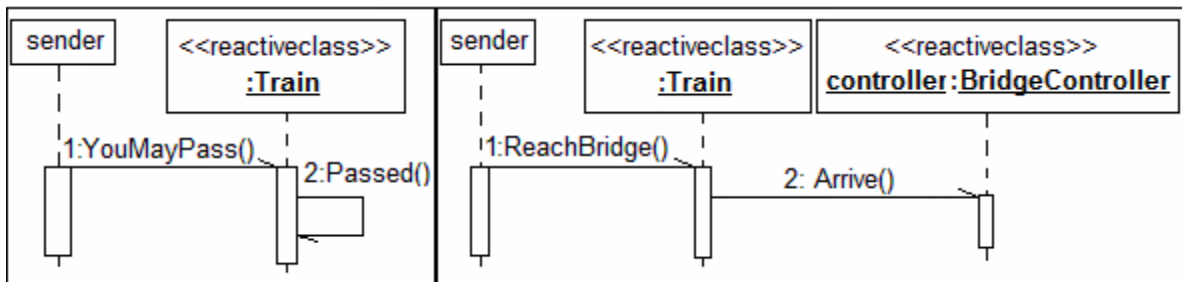 sender
<<reactiveclass>>
:Train
1:YouMayPass()
2:Passed()
sender
<<reactiveclass>>
:Train
<<reactiveclass>>
controller:BridgeController
1:ReachBridge()
2: Arrive()